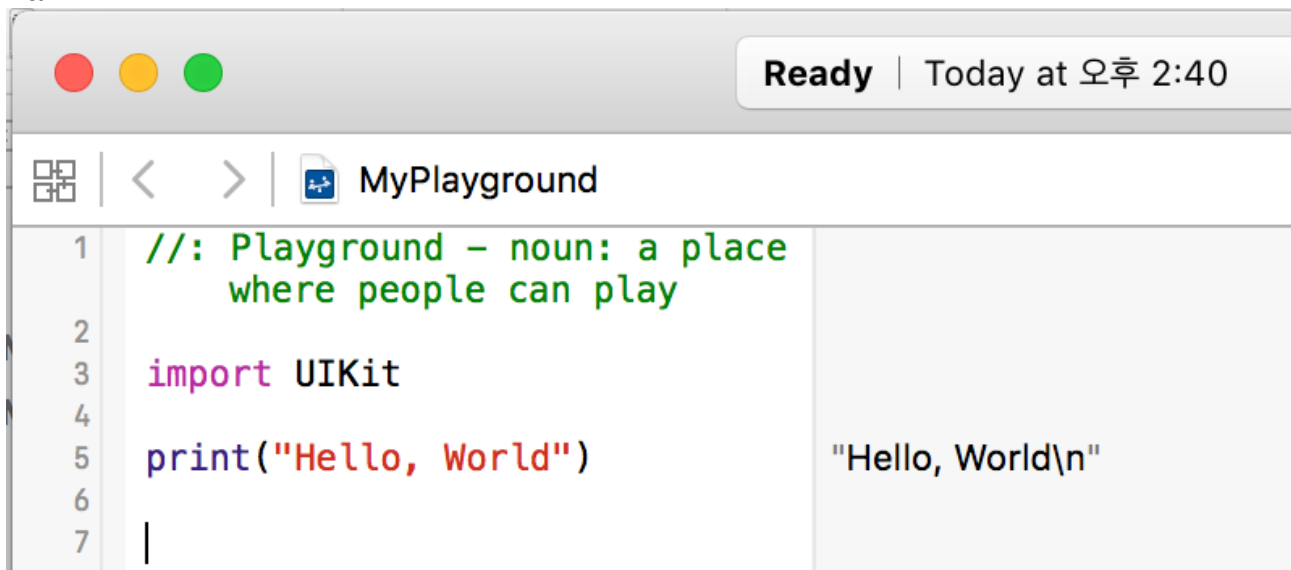 Ready | Today at 오후 2:40
MyPlayground
1 //: Playground – noun: a place
where people can play
2
3 import UIKit
4
5 print("Hello, World") "Hello, World\n"
6
7